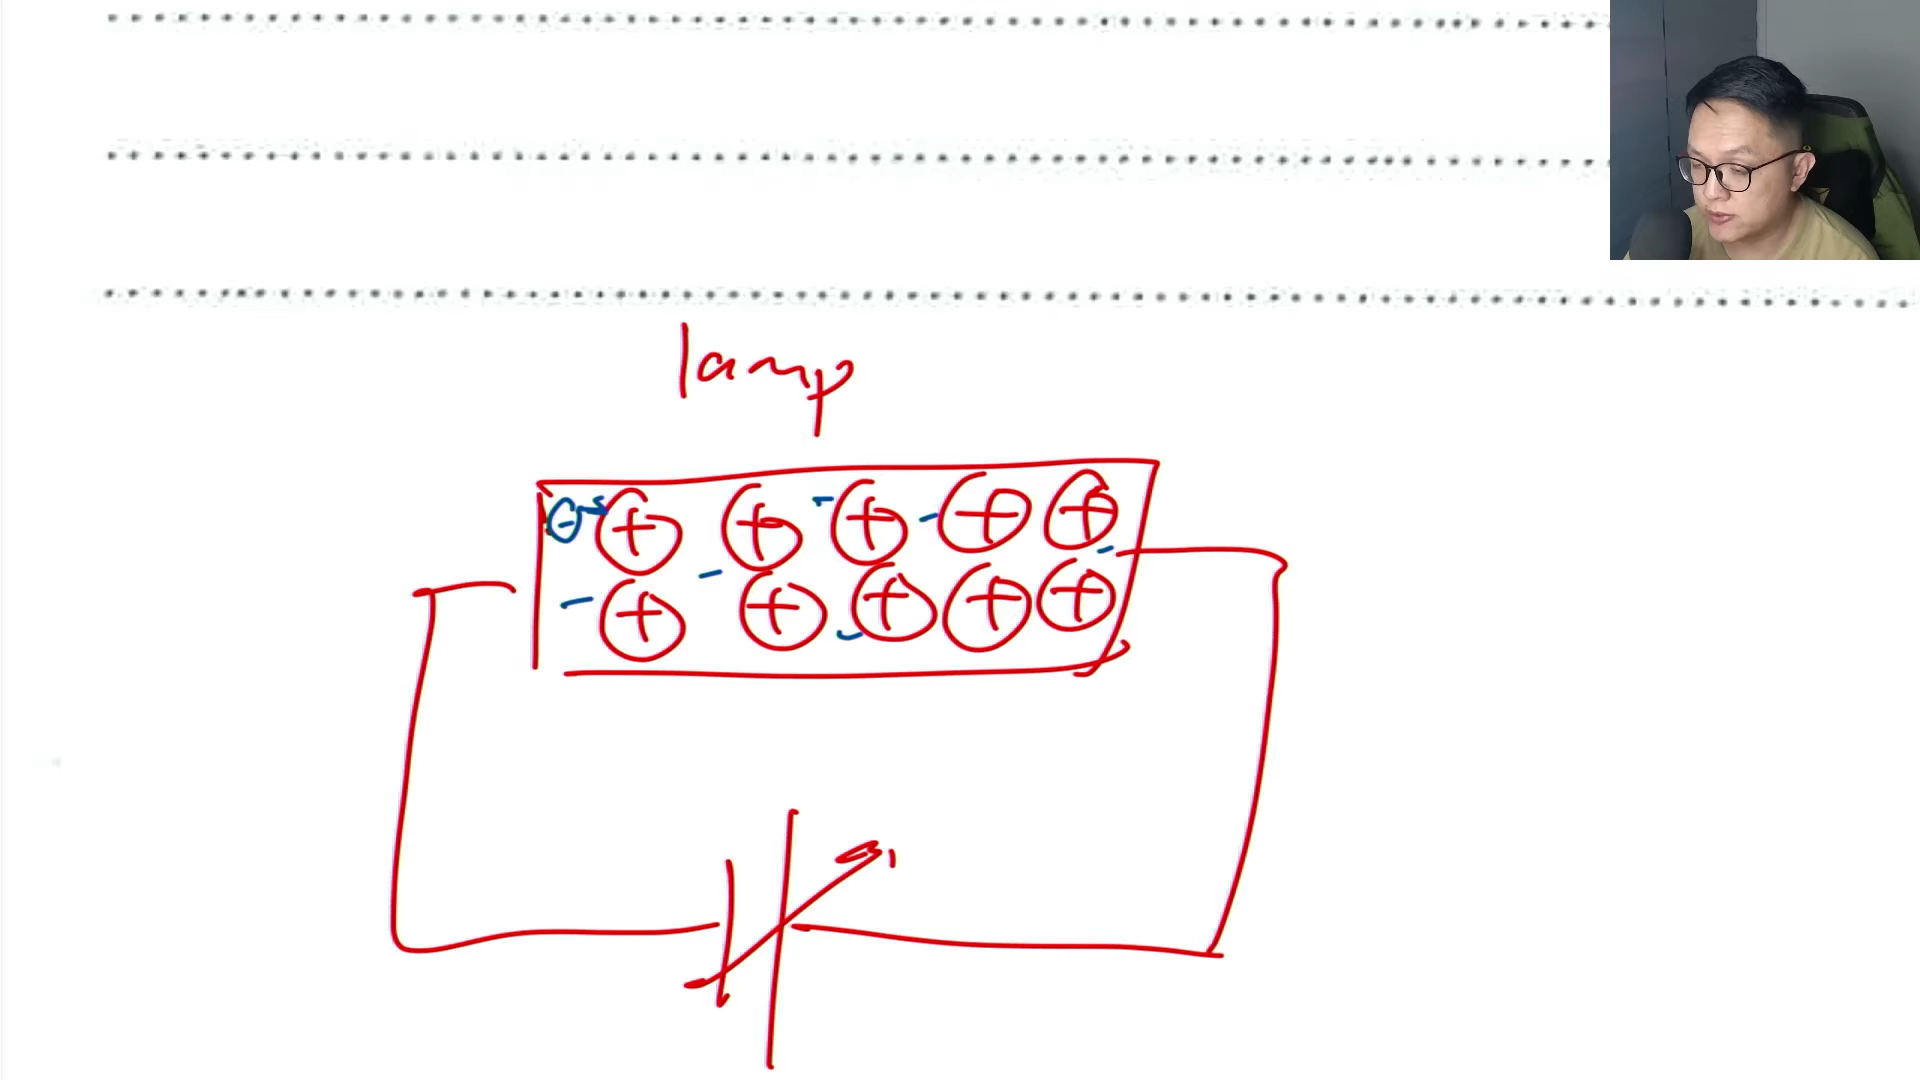 lamp
- + + - + - + +
- + - + - + + + -